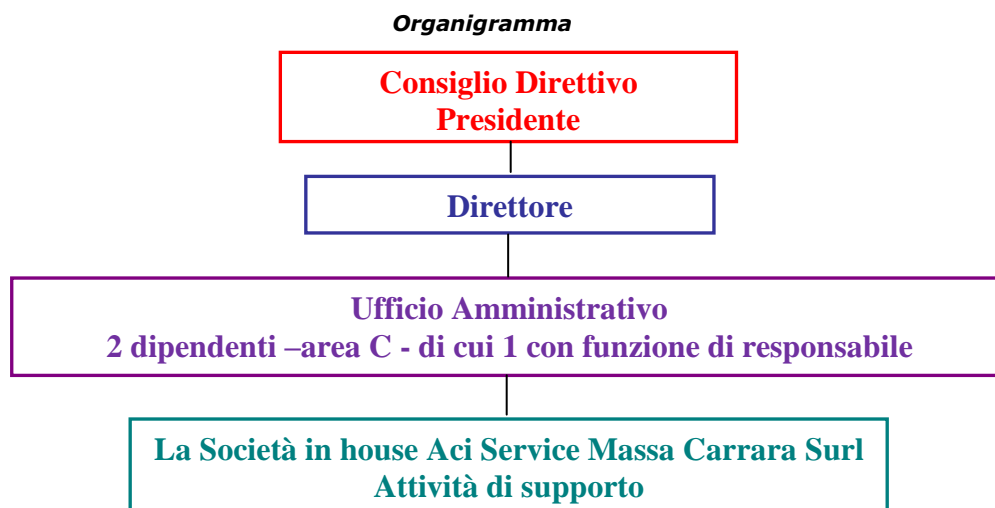 Organigramma
Consiglio Direttivo
Presidente
Direttore
Ufficio Amministrativo
2 dipendenti –area C - di cui 1 con funzione di responsabile
La Società in house Aci Service Massa Carrara Surl
Attività di supporto